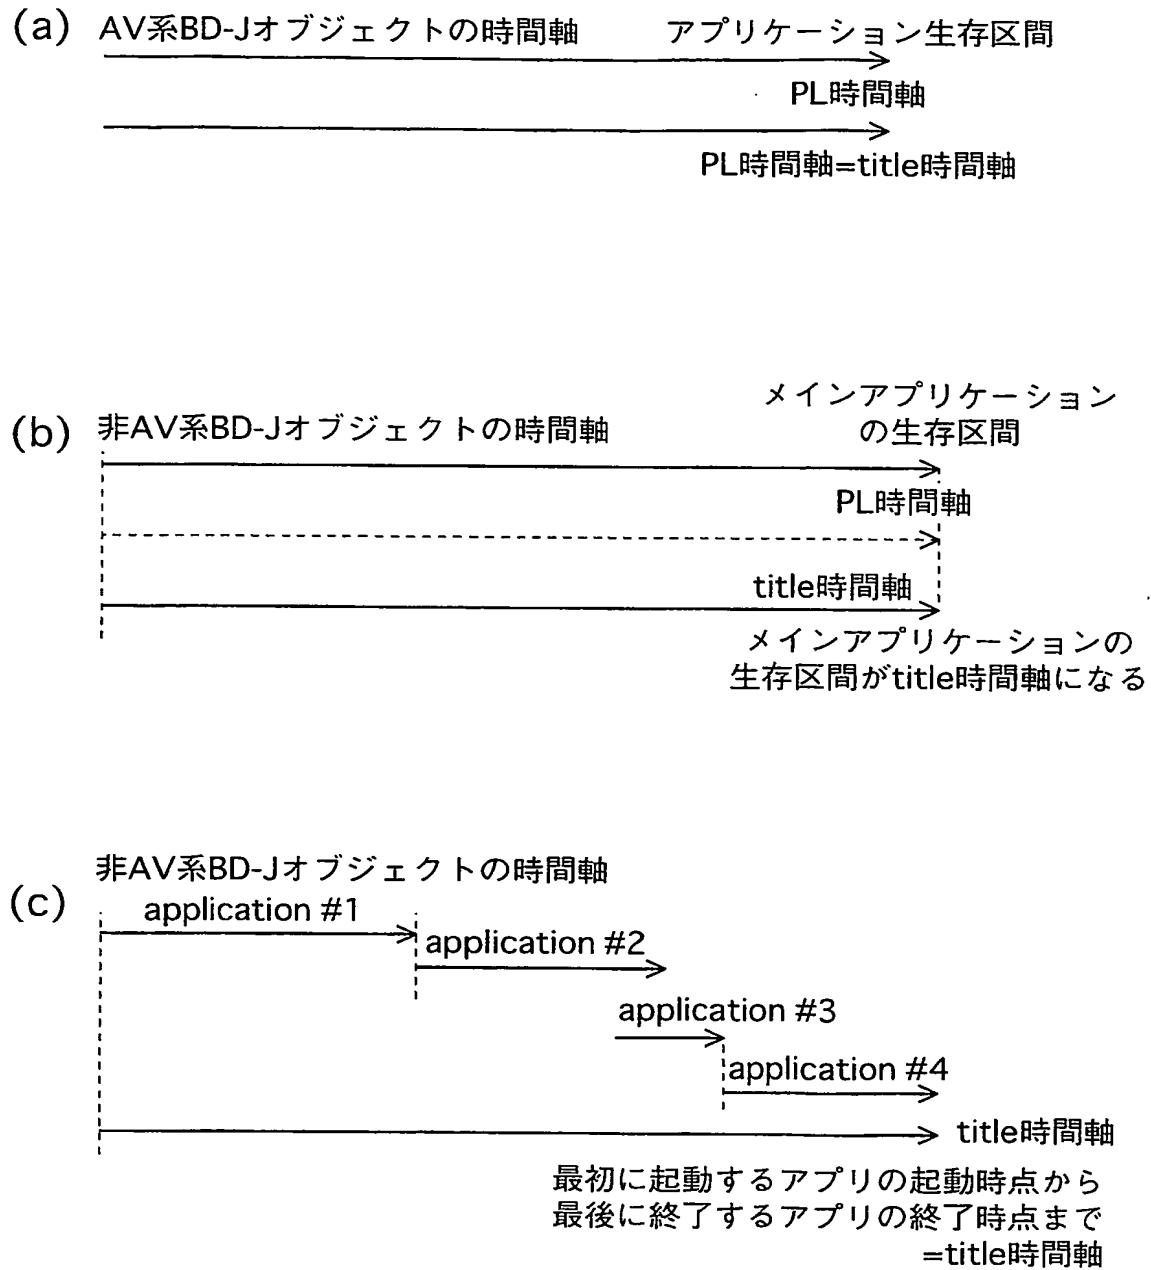 (a) AV系BD-Jオブジェクトの時間軸 アプリケーション生存区間
PL時間軸
PL時間軸=title時間軸
メインアプリケーション
(b) 非AV系BD-Jオブジェクトの時間軸 の生存区間
PL時間軸
title時間軸
メインアプリケーションの
生存区間がtitle時間軸になる
非AV系BD-Jオブジェクトの時間軸
(c) application #1
application #2
application #3
application #4
title時間軸
最初に起動するアプリの起動時点から
最後に終了するアプリの終了時点まで
=title時間軸